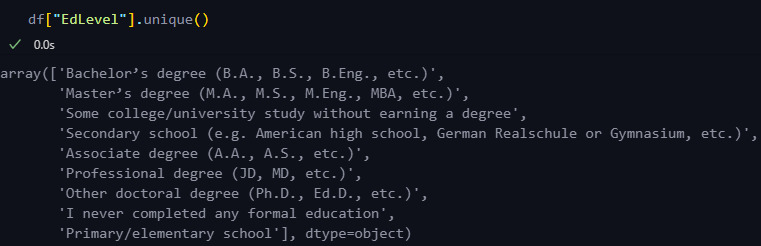 df["EdLevel"].unique()
✓ 0.0s
array(['Bachelor’s degree (B.A., B.S., B.Eng., etc.)',
'Master’s degree (M.A., M.S., M.Eng., MBA, etc.)',
'Some college/university study without earning a degree',
'Secondary school (e.g. American high school, German Realschule or Gymnasium, etc.)',
'Associate degree (A.A., A.S., etc.)',
'Professional degree (JD, MD, etc.)',
'Other doctoral degree (Ph.D., Ed.D., etc.)',
'I never completed any formal education',
'Primary/elementary school'], dtype=object)